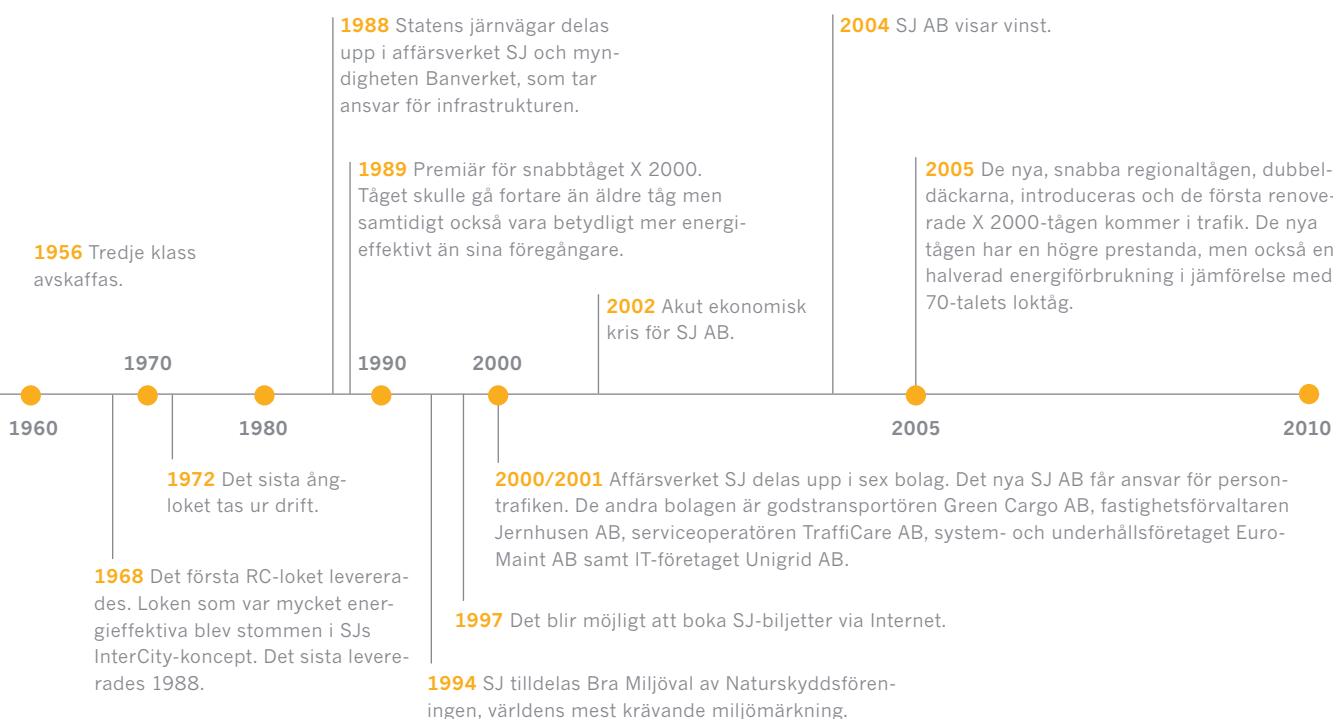 1988 Statens järnvägar delas
upp i affärsverket SJ och myn-
digheten Banverket, som tar
ansvar för infrastrukturen.
2004 SJ AB visar vinst.
1989 Premiär för snabbtåget X 2000.
Tåget skulle gå fortare än äldre tåg men
samtidigt också vara betydligt mer energi-
effektivt än sina föregångare.
2005 De nya, snabba regionaltågen, dubbel-
däckarna, introduceras och de första renove-
rade X 2000-tågen kommer i trafik. De nya
tågen har en högre prestanda, men också en
halverad energiförbrukning i jämförelse med
70-talets loktåg.
1956 Tredje klass
avskaffas.
2002 Akut ekonomisk
kris för SJ AB.
1970
1990
2000
1960
1980
2005
2010
1972 Det sista ång-
loket tas ur drift.
2000/2001 Affärsverket SJ delas upp i sex bolag. Det nya SJ AB får ansvar för person-
trafiken. De andra bolagen är godstransportören Green Cargo AB, fastighetsförvaltaren
Jernhusen AB, serviceoperatören TraffiCare AB, system- och underhållsföretaget Euro-
Maint AB samt IT-företaget Unigrid AB.
1968 Det första RC-loket leverera-
des. Loken som var mycket ener-
gieffektiva blev stommen i SJs
InterCity-koncept. Det sista levere-
rades 1988.
1997 Det blir möjligt att boka SJ-biljetter via Internet.
1994 SJ tilldelas Bra Miljöval av Naturskyddsfören-
ingen, världens mest krävande miljömärkning.